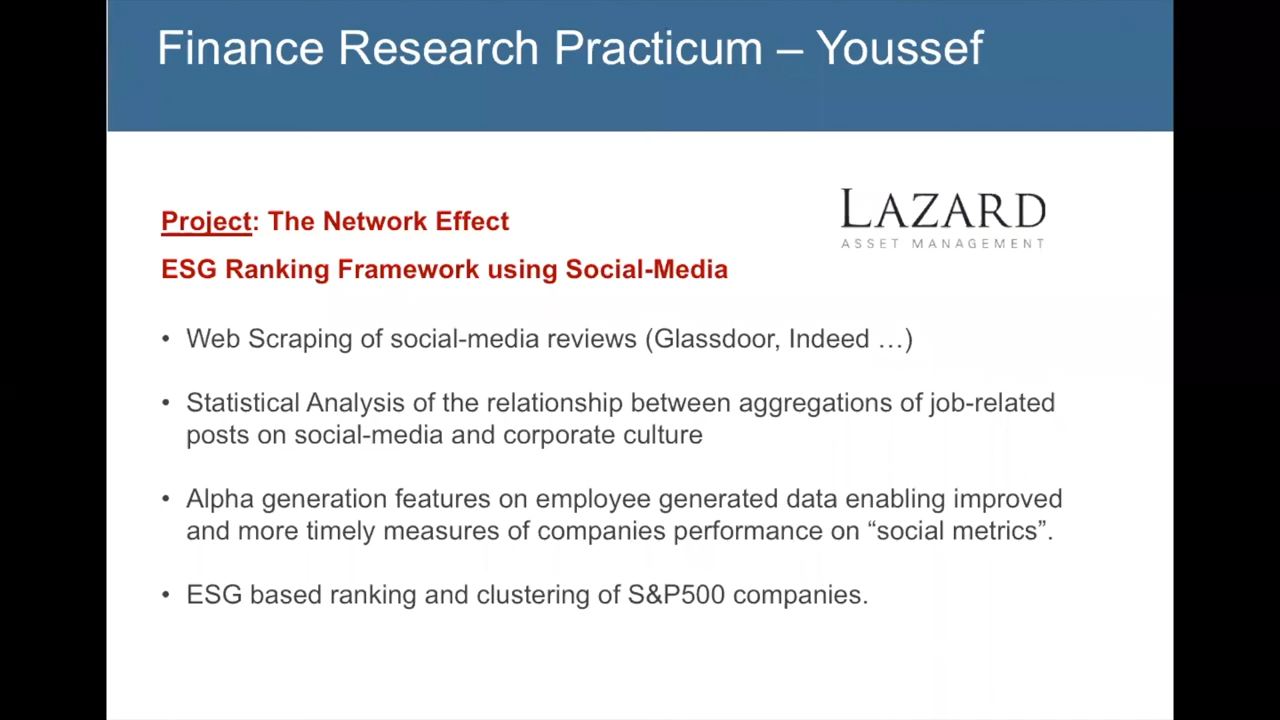 Finance Research Practicum – Youssef
LAZARD
ASSET MANAGEMENT
Project: The Network Effect
ESG Ranking Framework using Social-Media
• Web Scraping of social-media reviews (Glassdoor, Indeed …)
• Statistical Analysis of the relationship between aggregations of job-related
posts on social-media and corporate culture
• Alpha generation features on employee generated data enabling improved
and more timely measures of companies performance on “social metrics”.
• ESG based ranking and clustering of S&P500 companies.